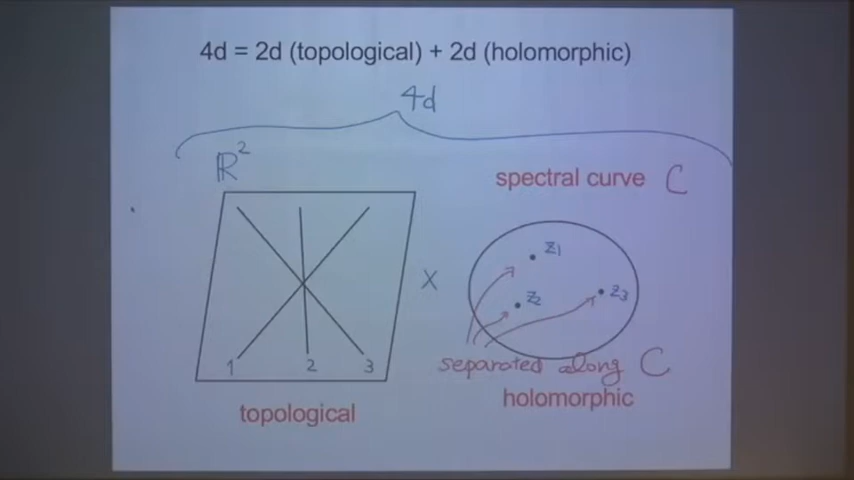 4d = 2d (topological) + 2d (holomorphic)
4d
ℝ²
spectral curve C
z₁
×
z₂
z₃
1 2 3
separated along C
holomorphic
topological